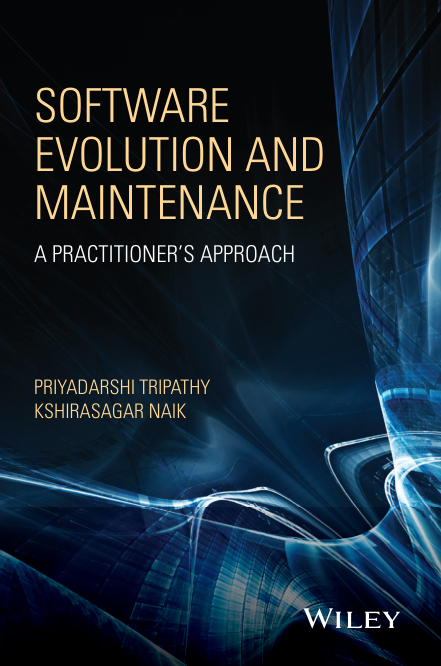 SOFTWARE
EVOLUTION AND
MAINTENANCE
A PRACTITIONER'S APPROACH
PRIYADARSHI TRIPATHY
KSHIRASAGAR NAIK
WILEY